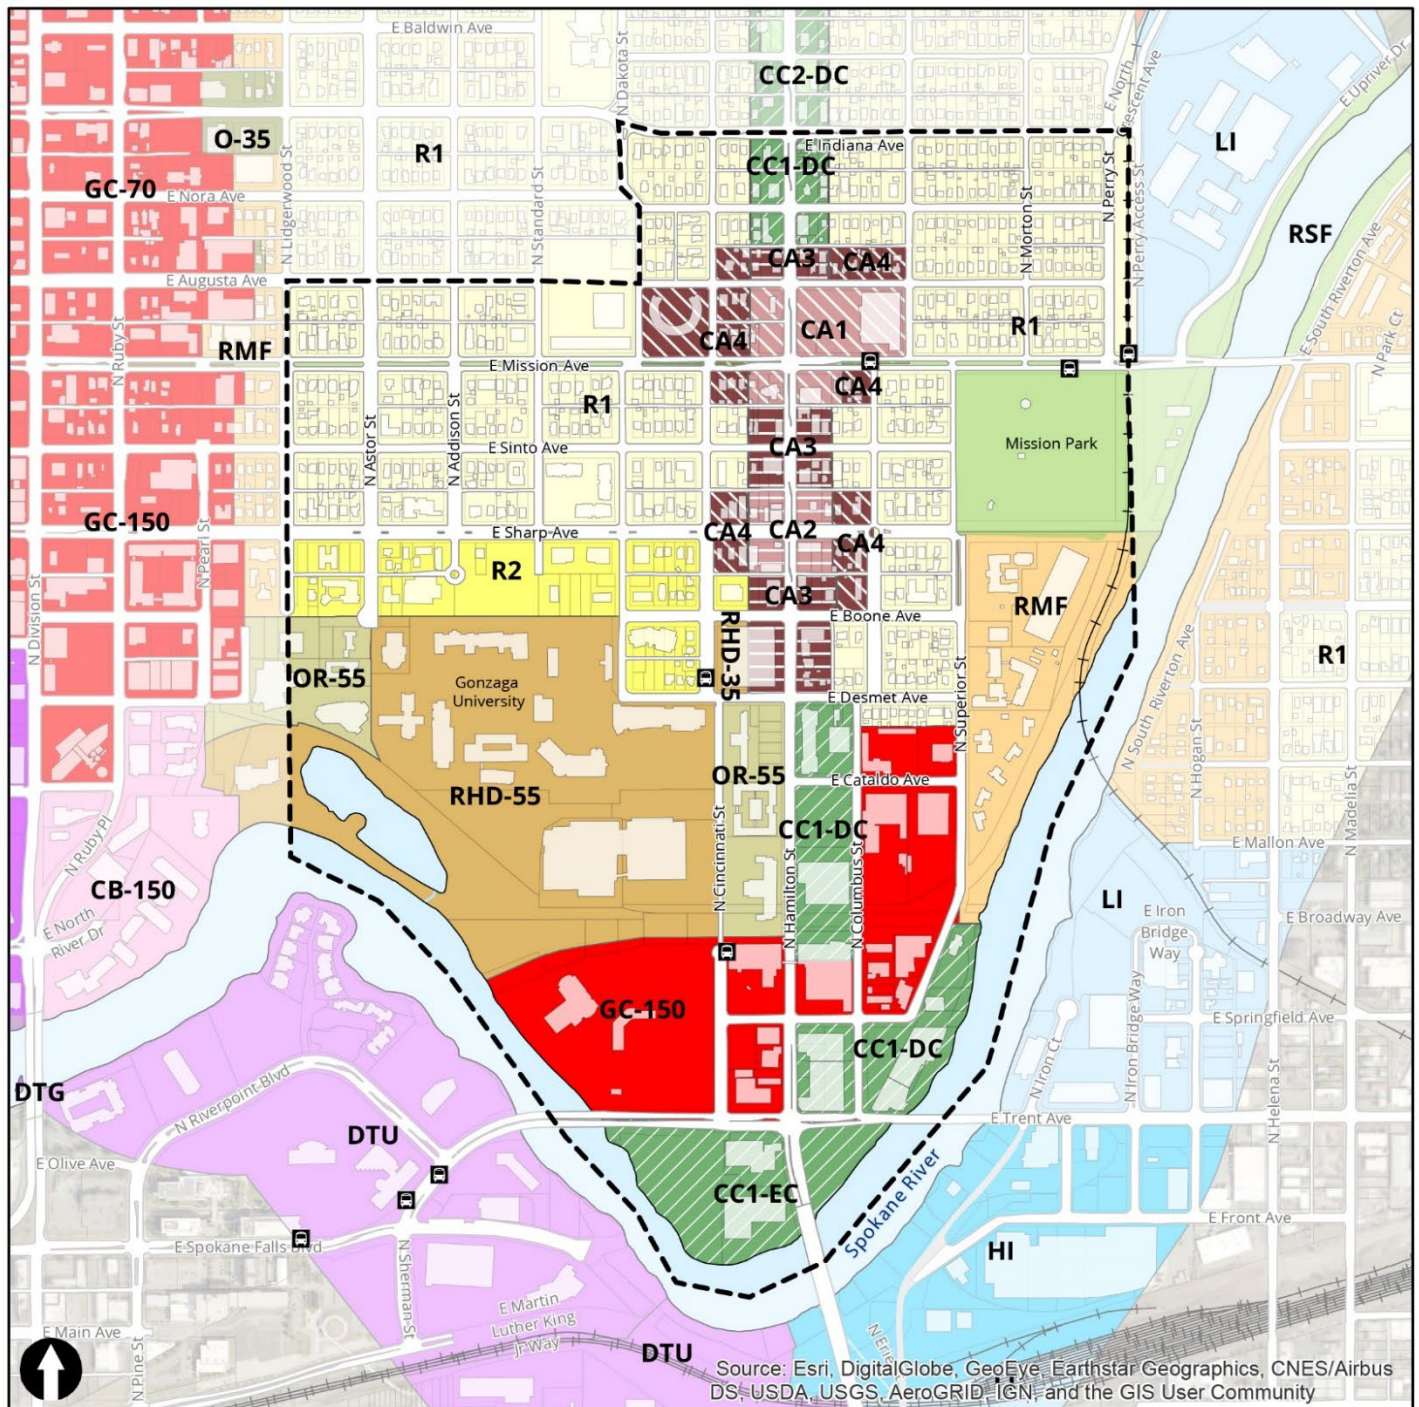 E Baldwin Ave
N Dakota St
CC2-DC
E North
Crescent Ave
E Upriver Dr
O-35
R1
E Indiana Ave
LI
CC1-DC
GC-70
E Nora Ave
N Lidgerwood St
N Standard St
N Morton St
N Perry St
N Perry Access St
RSF
E Augusta Ave
CA3
CA4
E South Riverton Ave
N Ruby St
RMF
CA4
CA1
R1
N Park Ct
E Mission Ave
R1
CA4
N Astor St
N Addison St
E Sinto Ave
CA3
Mission Park
GC-150
N Pearl St
E Sharp Ave
CA4
CA2
CA4
R2
CA3
RMF
N Division St
E Boone Ave
RHD-35
R1
OR-55
Gonzaga
University
E Desmet Ave
N Superior St
N South Riverton Ave
N Hogan St
OR-55
E Cataldo Ave
RHD-55
CC1-DC
N Cincinnati St
N Hamilton St
N Columbus St
N Madelia St
N Ruby Pl
E Mallon Ave
CB-150
LI
E North
River Dr
E Iron
Bridge
Way
E Broadway Ave
GC-150
E Springfield Ave
CC1-DC
N Iron Ct
N Iron Bridge Way
N Helena St
DTG
N Riverpoint Blvd
DTU
E Trent Ave
E Olive Ave
CC1-EC
Spokane River
E Spokane Falls Blvd
N Sherman St
E Front Ave
HI
E Martin
Luther King
Jr Way
E Main Ave
N Pine St
DTU
N Erie
Source: Esri, DigitalGlobe, GeoEye, Earthstar Geographics, CNES/Airbus
DS, USDA, USGS, AeroGRID, IGN, and the GIS User Community